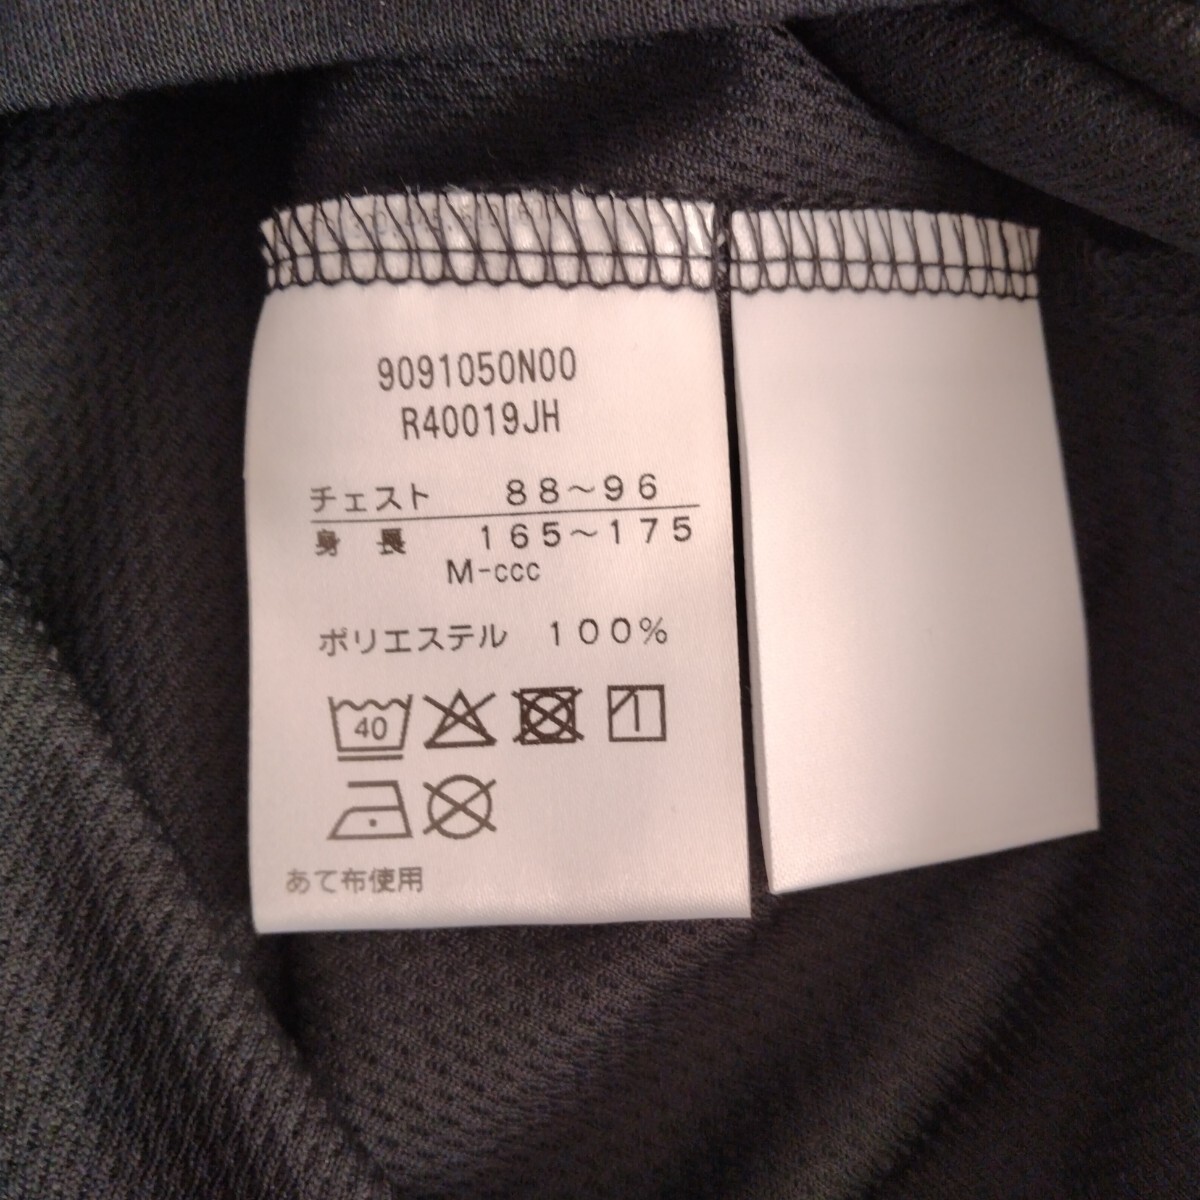 9091050N00
R40019JH
チェスト ８８～９６
身 長 １６５～１７５
M-ccc
ポリエステル １００％
40
あて布使用